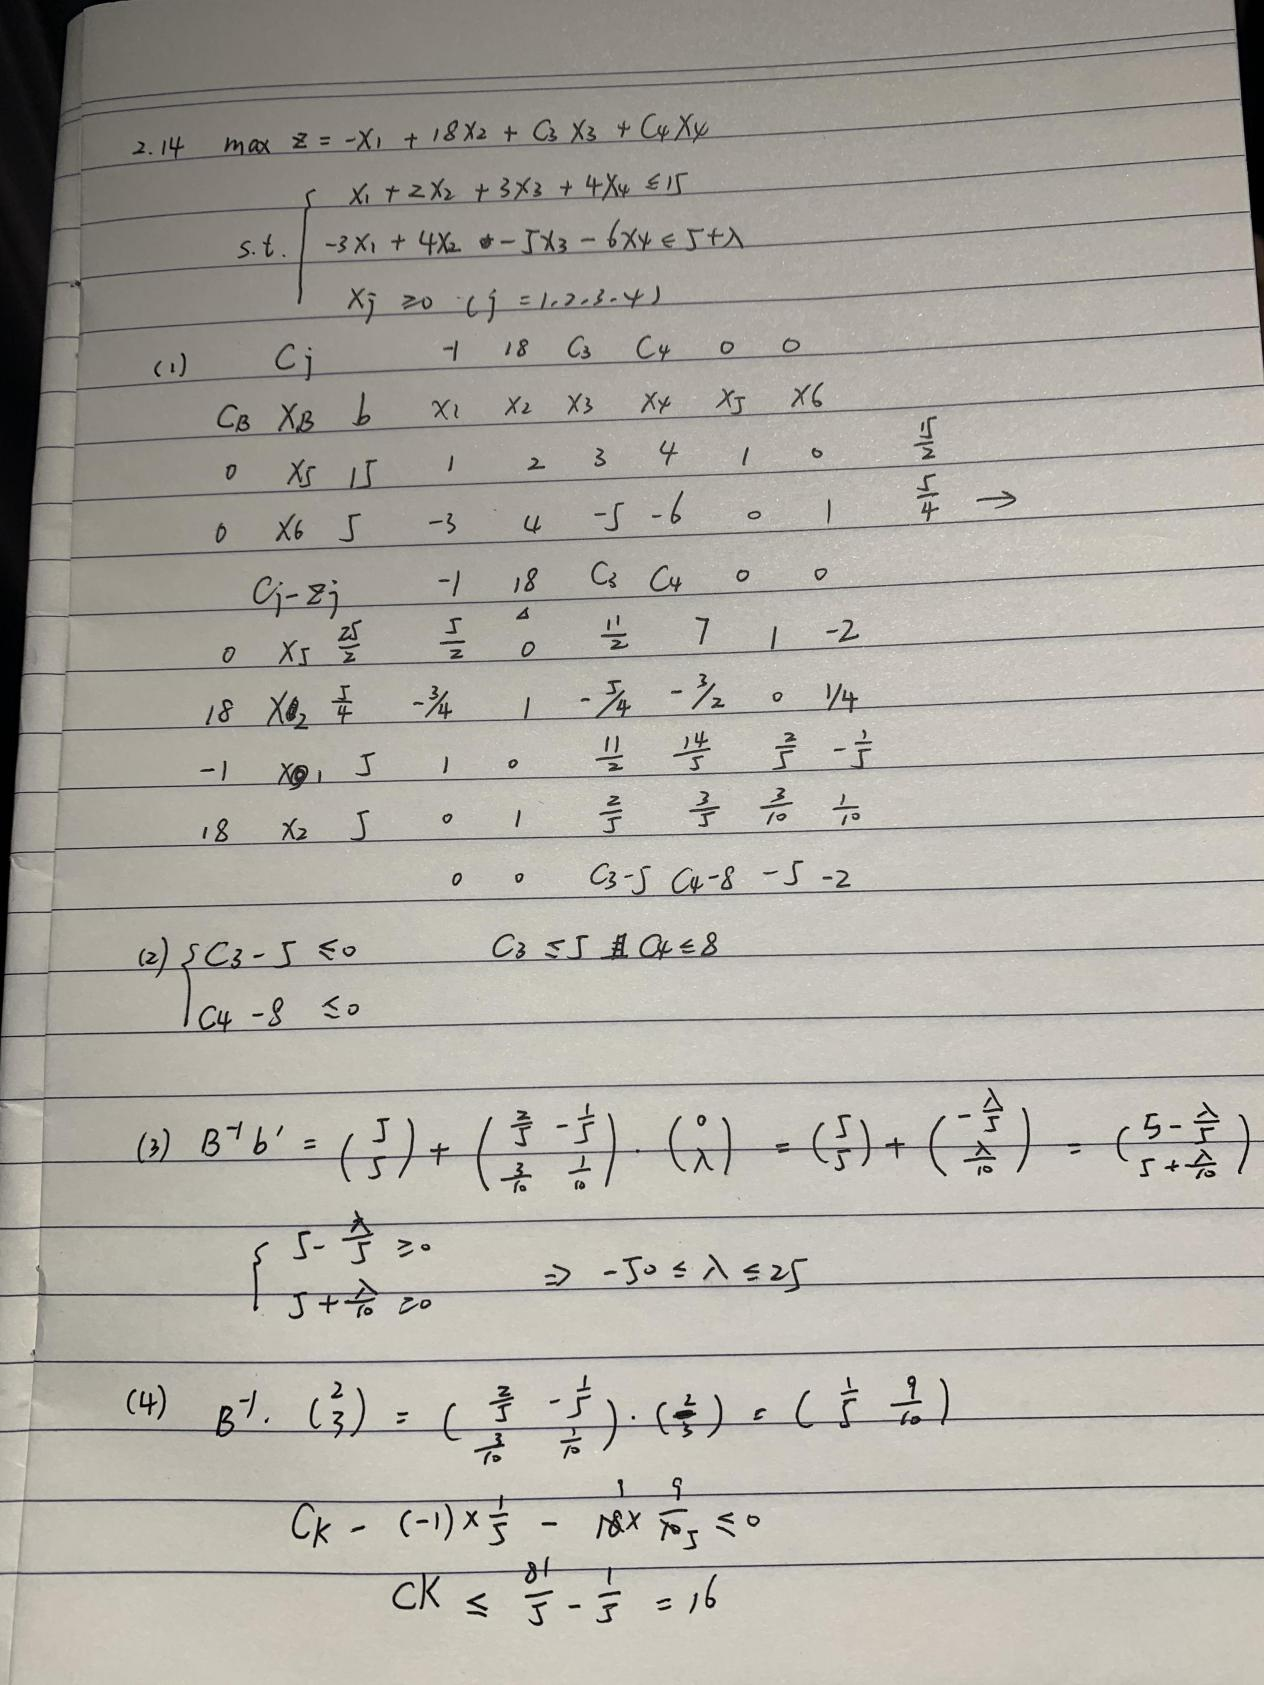 2.14 max z = -x₁ + 18x₂ + C₃x₃ + C₄x₄
x₁ + 2x₂ + 3x₃ + 4x₄ ≤ 15
s.t. -3x₁ + 4x₂ - 5x₃ - 6x₄ ≤ 5+λ
xj ≥0 (j = 1.2.3.4)
(1) Cj -1 18 C₃ C₄ 0 0
CB XB b x₁ x₂ x₃ x₄ x₅ x₆
0 x₅ 15 1 2 3 4 1 0 15/2
0 x₆ 5 -3 4 -5 -6 0 1 5/4 →
Cj-zj -1 18 C₃ C₄ 0 0
0 x₅ 25/2 5/2 0 11/2 7 1 -2
18 x₂ 5/4 -3/4 1 -5/4 -3/2 0 1/4
-1 x₁ 5 1 0 11/2 14/5 2/5 -1/5
18 x₂ 5 0 1 2/5 3/5 3/10 1/10
0 0 C₃-5 C₄-8 -5 -2
(2) { C₃-5 ≤0 C₃ ≤5 且 C₄≤8
C₄-8 ≤0
(3) B⁻¹b' = (5 5) + (2/5 -1/5 3/10 1/10) · (0 λ) = (5 5) + (-λ/5 λ/10) = (5-λ/5 5+λ/10)
{ 5-λ/5 ≥0
5+λ/10 ≥0 ⇒ -50 ≤ λ ≤ 25
(4) B⁻¹· (2 3) = (2/5 -1/5 3/10 1/10) · (2 3) = (1/5 9/10)
CK - (-1)×1/5 - 18×9/10 ≤0
CK ≤ 81/5 - 1/5 = 16